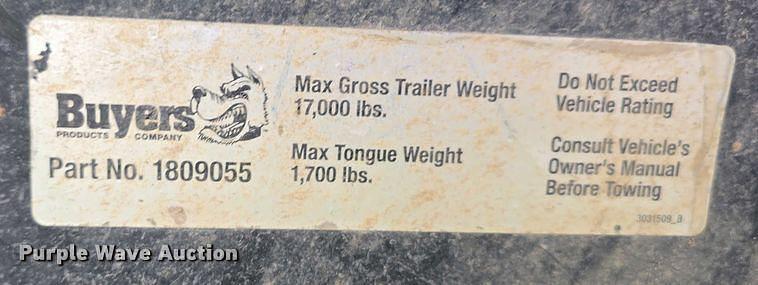 Buyers
PRODUCTS COMPANY
Part No. 1809055
Max Gross Trailer Weight
17,000 lbs.
Max Tongue Weight
1,700 lbs.
Do Not Exceed
Vehicle Rating
Consult Vehicle's
Owner's Manual
Before Towing
3031509_B
Purple Wave Auction